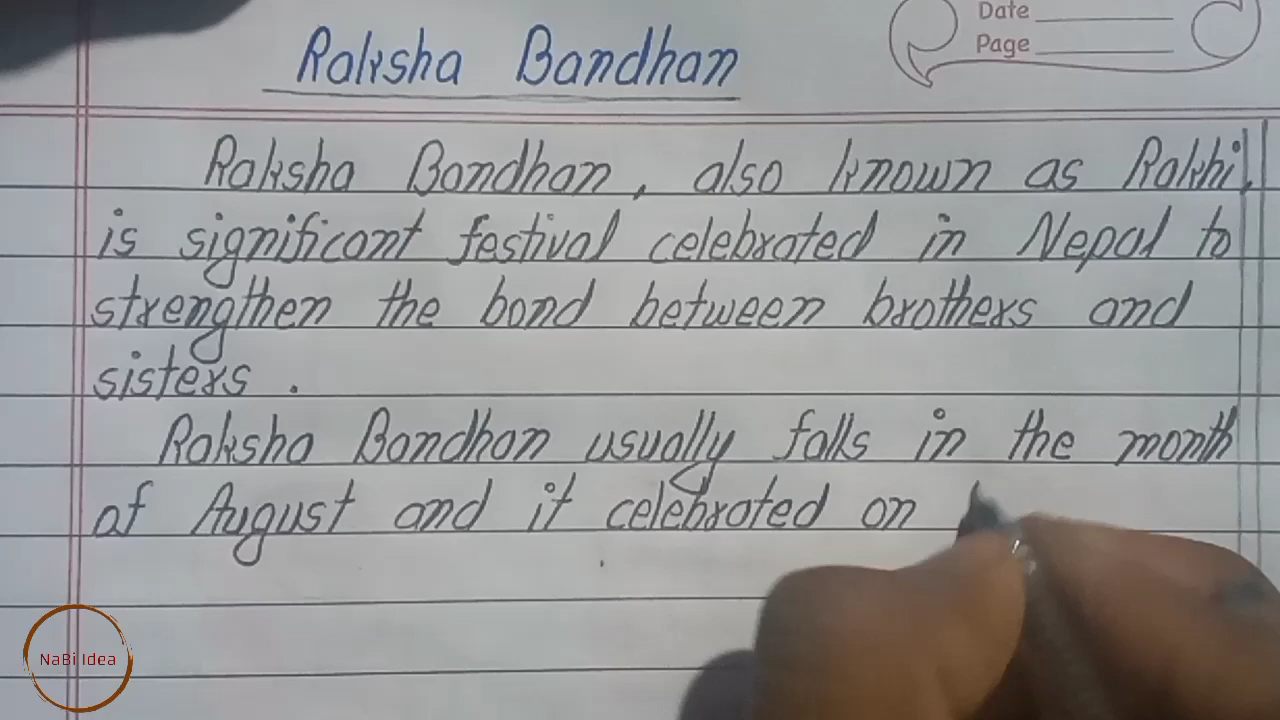 Date
Page
Raksha Bandhan
Raksha Bandhan, also known as Rakhi,
is significant festival celebrated in Nepal to
strengthen the bond between brothers and
sisters .
Raksha Bandhan usually falls in the month
of August and it celebrated on
NaBi Idea